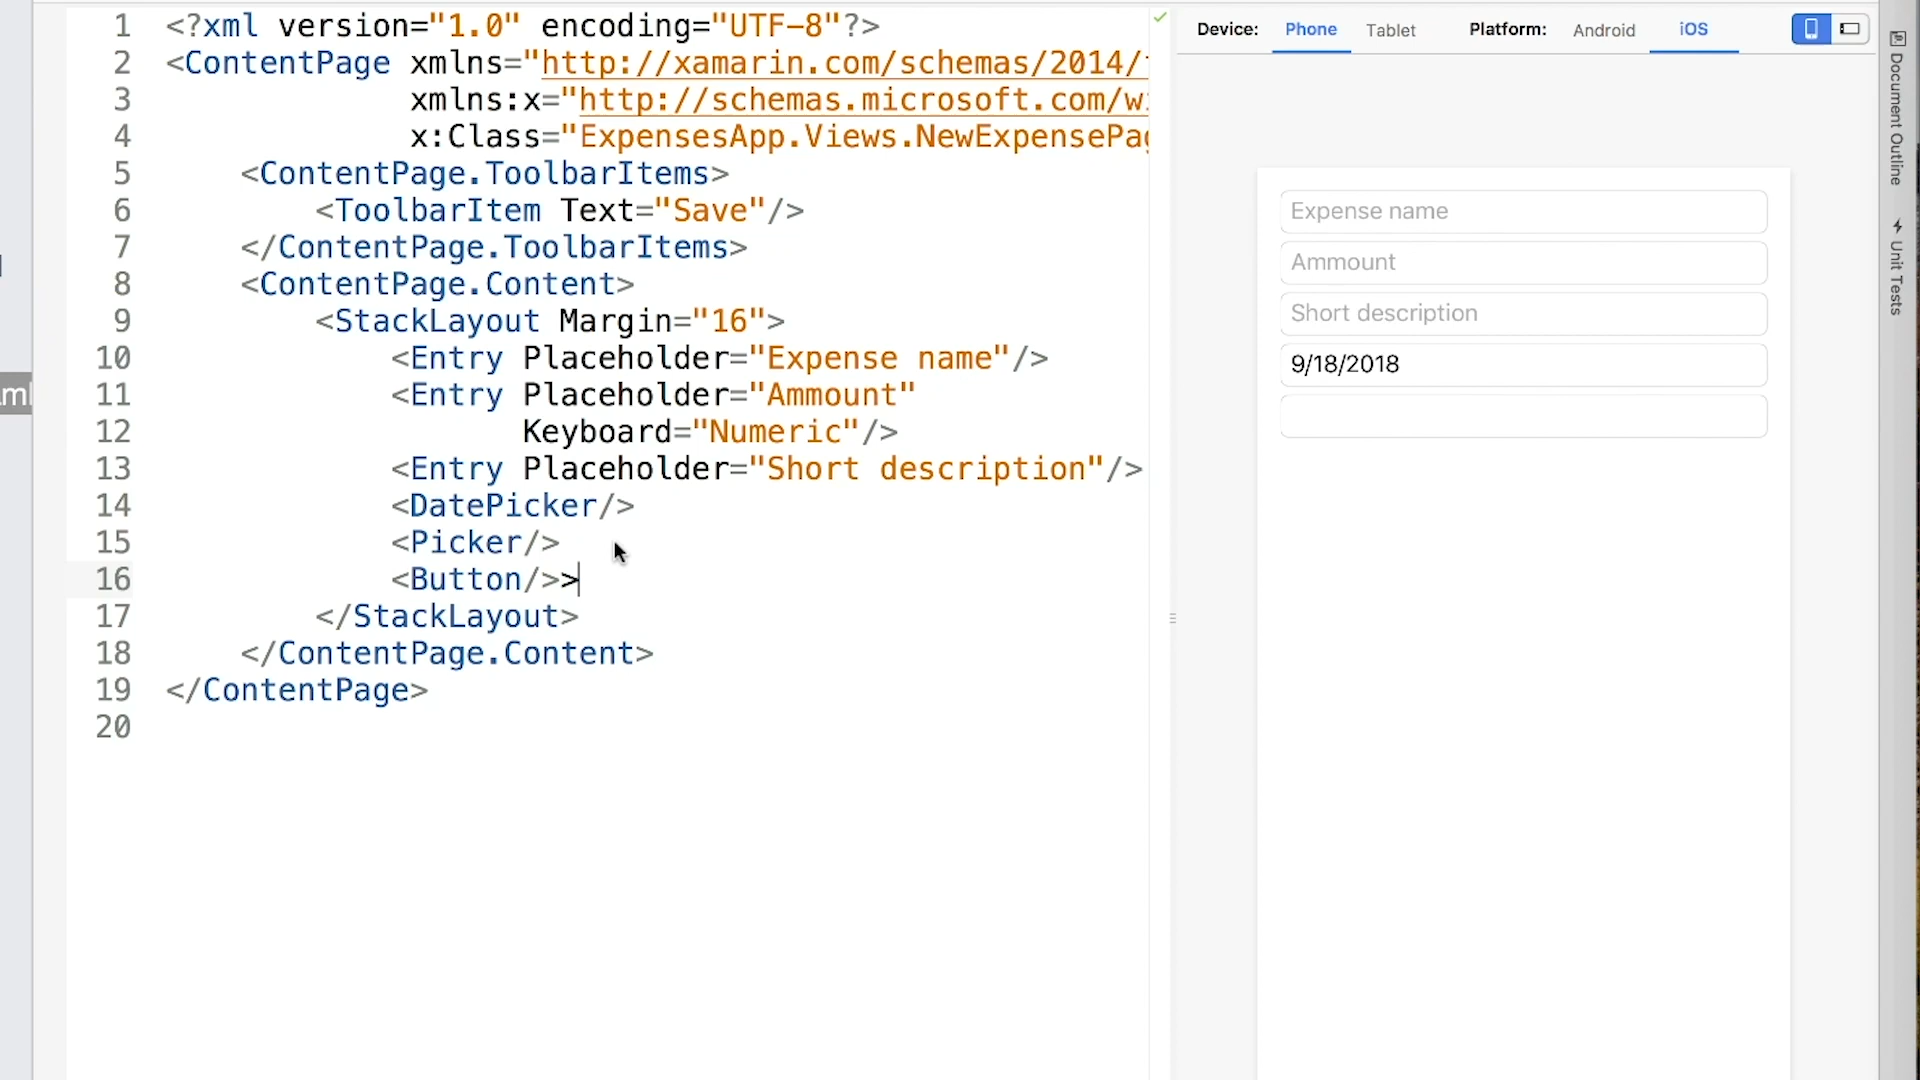 1 <?xml version="1.0" encoding="UTF-8"?>
2 <ContentPage xmlns="http://xamarin.com/schemas/2014/
3 xmlns:x="http://schemas.microsoft.com/w
4 x:Class="ExpensesApp.Views.NewExpensePag
5 <ContentPage.ToolbarItems>
6 <ToolbarItem Text="Save"/>
7 </ContentPage.ToolbarItems>
8 <ContentPage.Content>
9 <StackLayout Margin="16">
10 <Entry Placeholder="Expense name"/>
11 <Entry Placeholder="Ammount"
12 Keyboard="Numeric"/>
13 <Entry Placeholder="Short description"/>
14 <DatePicker/>
15 <Picker/>
16 <Button/>>
17 </StackLayout>
18 </ContentPage.Content>
19 </ContentPage>
20
aml
Device: Phone Tablet Platform: Android iOS
Expense name
Ammount
Short description
9/18/2018
Document Outline
Unit Tests